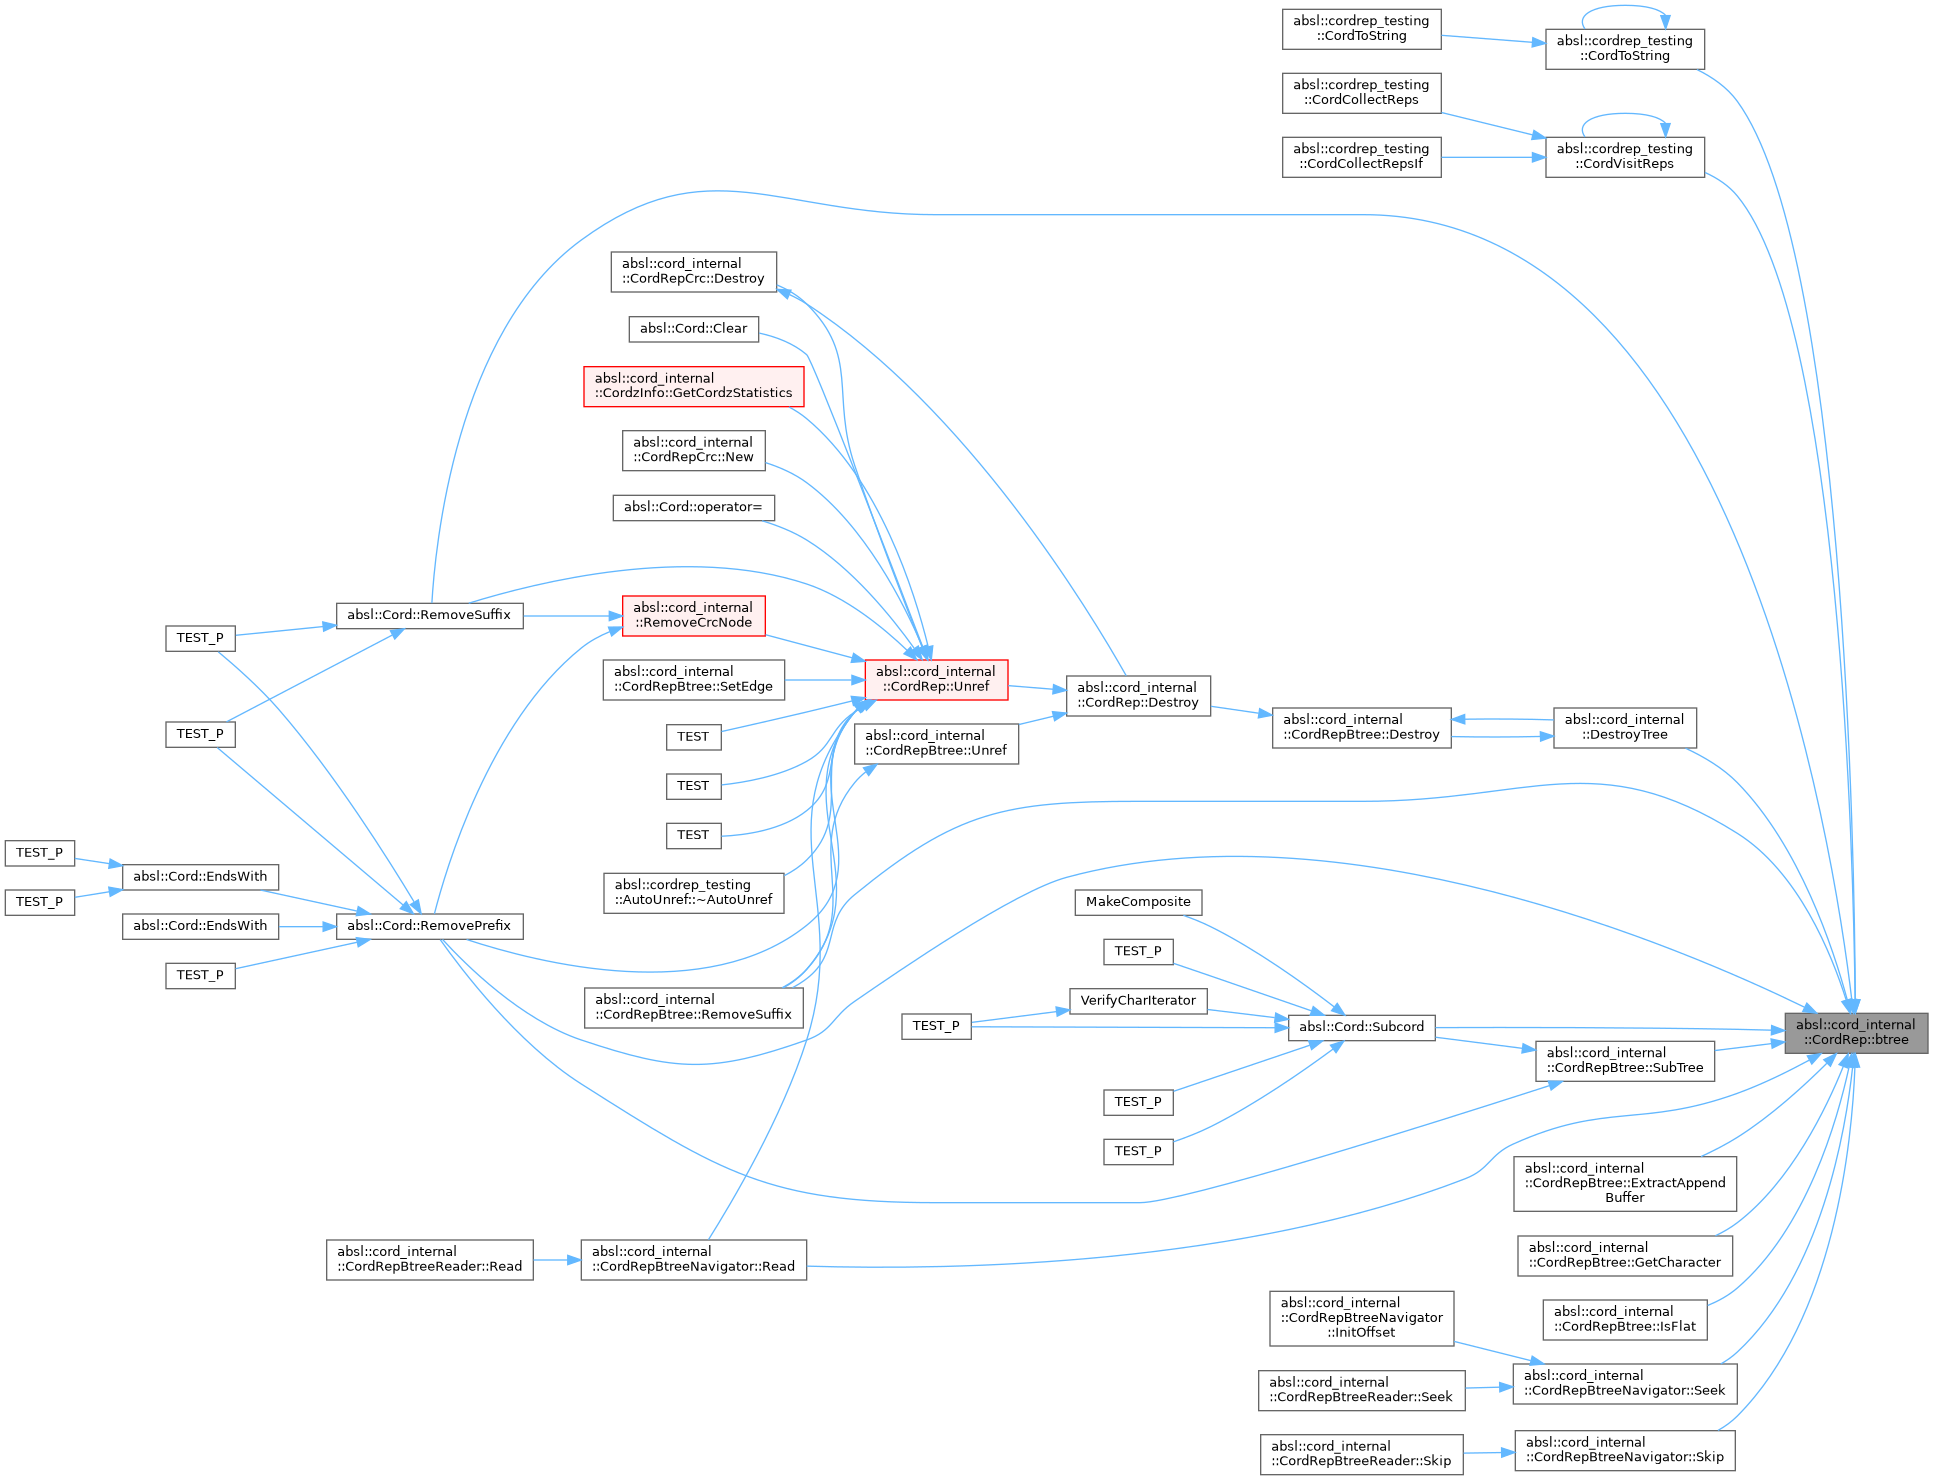 absl::cordrep_testing
::CordToString
absl::cordrep_testing
::CordToString
absl::cordrep_testing
::CordCollectReps
absl::cordrep_testing
::CordCollectRepsIf
absl::cordrep_testing
::CordVisitReps
absl::cord_internal
::CordRepCrc::Destroy
absl::Cord::Clear
absl::cord_internal
::CordzInfo::GetCordzStatistics
absl::cord_internal
::CordRepCrc::New
absl::Cord::operator=
absl::Cord::RemoveSuffix
absl::cord_internal
::RemoveCrcNode
TEST_P
absl::cord_internal
::CordRepBtree::SetEdge
absl::cord_internal
::CordRep::Unref
absl::cord_internal
::CordRep::Destroy
TEST_P
TEST
absl::cord_internal
::CordRepBtree::Unref
absl::cord_internal
::CordRepBtree::Destroy
absl::cord_internal
::DestroyTree
TEST
TEST
TEST_P
absl::Cord::EndsWith
TEST_P
absl::cordrep_testing
::AutoUnref::~AutoUnref
absl::Cord::EndsWith
absl::Cord::RemovePrefix
TEST_P
MakeComposite
TEST_P
absl::cord_internal
::CordRepBtree::RemoveSuffix
VerifyCharIterator
TEST_P
absl::Cord::Subcord
absl::cord_internal
::CordRep::btree
absl::cord_internal
::CordRepBtree::SubTree
TEST_P
TEST_P
absl::cord_internal
::CordRepBtree::ExtractAppend
Buffer
absl::cord_internal
::CordRepBtreeReader::Read
absl::cord_internal
::CordRepBtreeNavigator::Read
absl::cord_internal
::CordRepBtree::GetCharacter
absl::cord_internal
::CordRepBtree::IsFlat
absl::cord_internal
::CordRepBtreeNavigator
::InitOffset
absl::cord_internal
::CordRepBtreeReader::Seek
absl::cord_internal
::CordRepBtreeNavigator::Seek
absl::cord_internal
::CordRepBtreeReader::Skip
absl::cord_internal
::CordRepBtreeNavigator::Skip